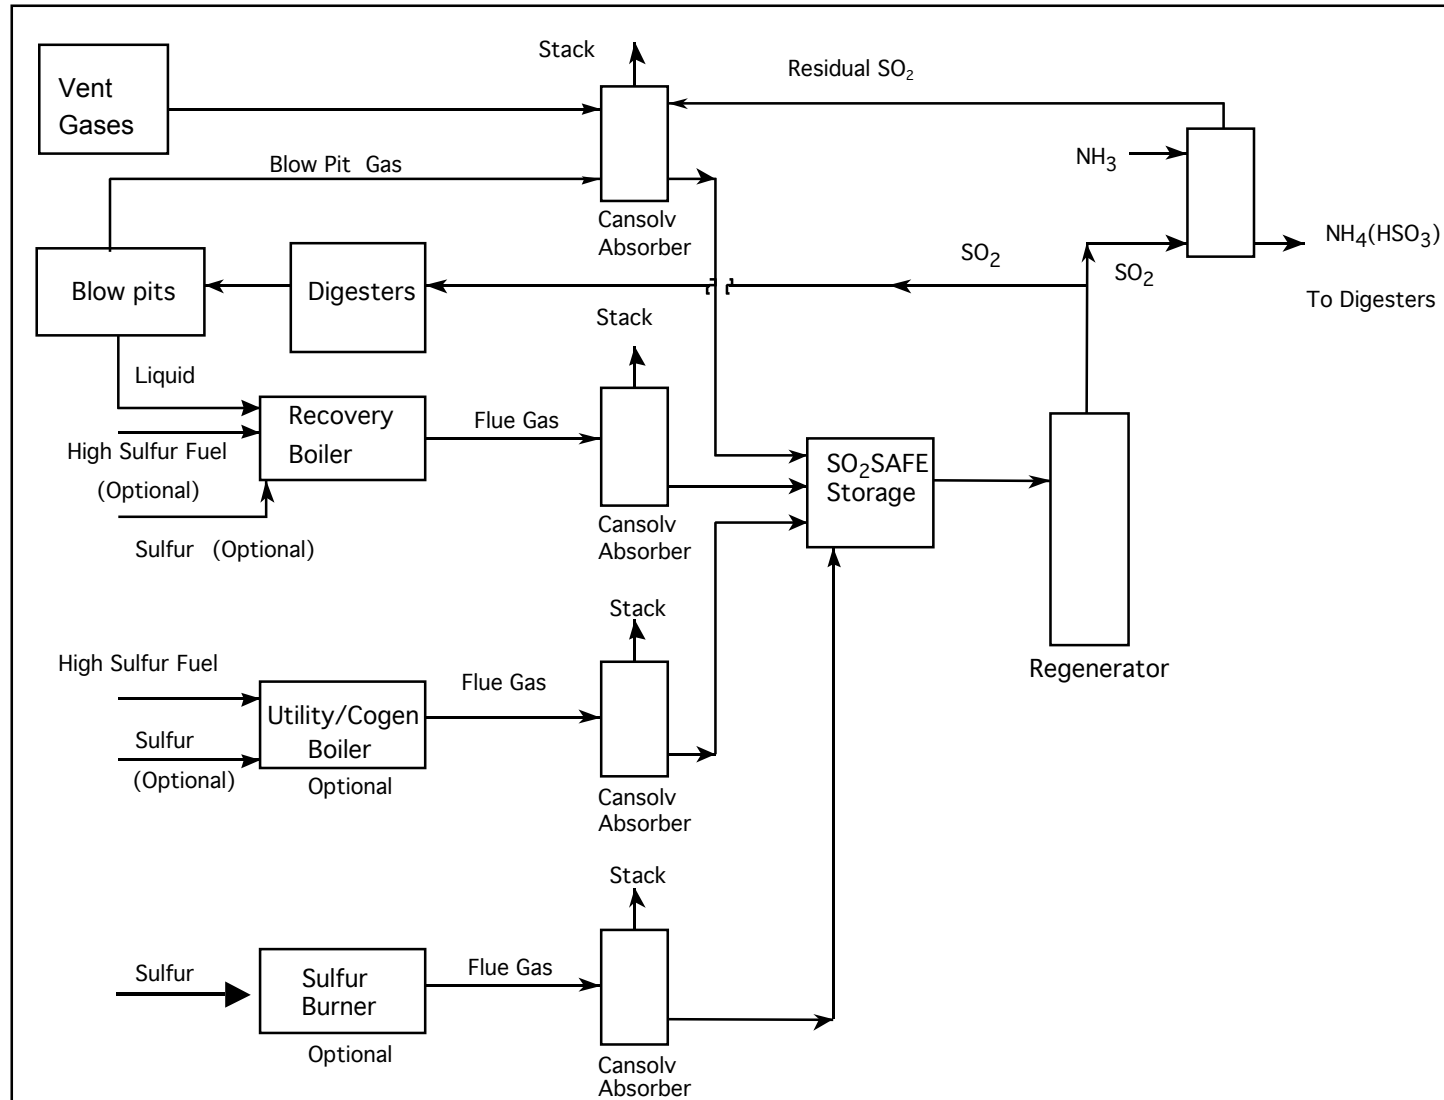 Stack
Residual SO₂
Vent
Gases
NH₃
Blow Pit Gas
Cansolv
Absorber
NH₄(HSO₃)
SO₂
SO₂
To Digesters
Blow pits
Digesters
Stack
Liquid
Recovery
Boiler
Flue Gas
High Sulfur Fuel
(Optional)
Sulfur (Optional)
SO₂SAFE
Storage
Cansolv
Absorber
Stack
High Sulfur Fuel
Flue Gas
Regenerator
Utility/Cogen
Boiler
Sulfur
(Optional)
Optional
Cansolv
Absorber
Stack
Sulfur
Flue Gas
Sulfur
Burner
Optional
Cansolv
Absorber